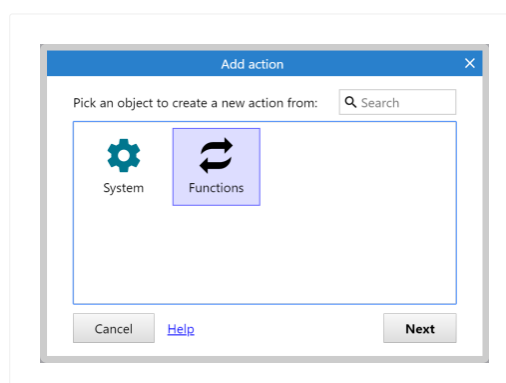 Add action
Pick an object to create a new action from:
Search
System
Functions
Cancel
Help
Next